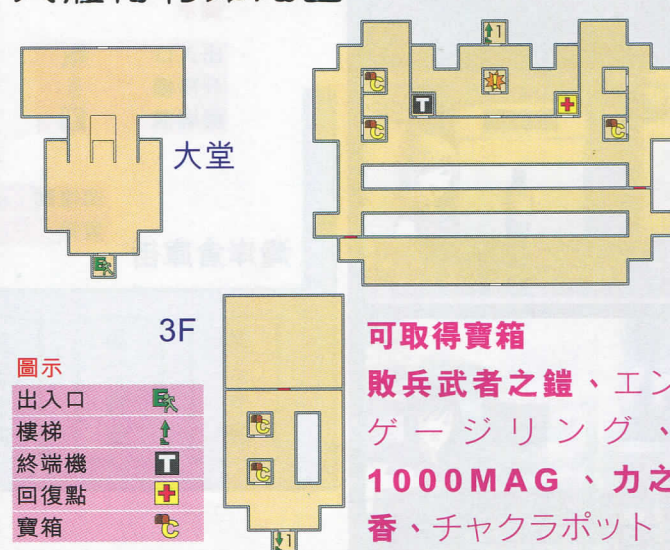 大堂
3F
圖示
出入口
樓梯
終端機
回復點
寶箱
T
1
1
可取得寶箱
敗兵武者之鎧、エン
ゲージリング、
1000MAG、力之
香、チャクラポット